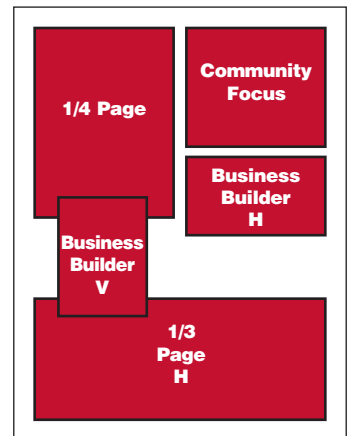 1/4 Page
Community
Focus
Business
Builder
H
Business
Builder
V
1/3
Page
H